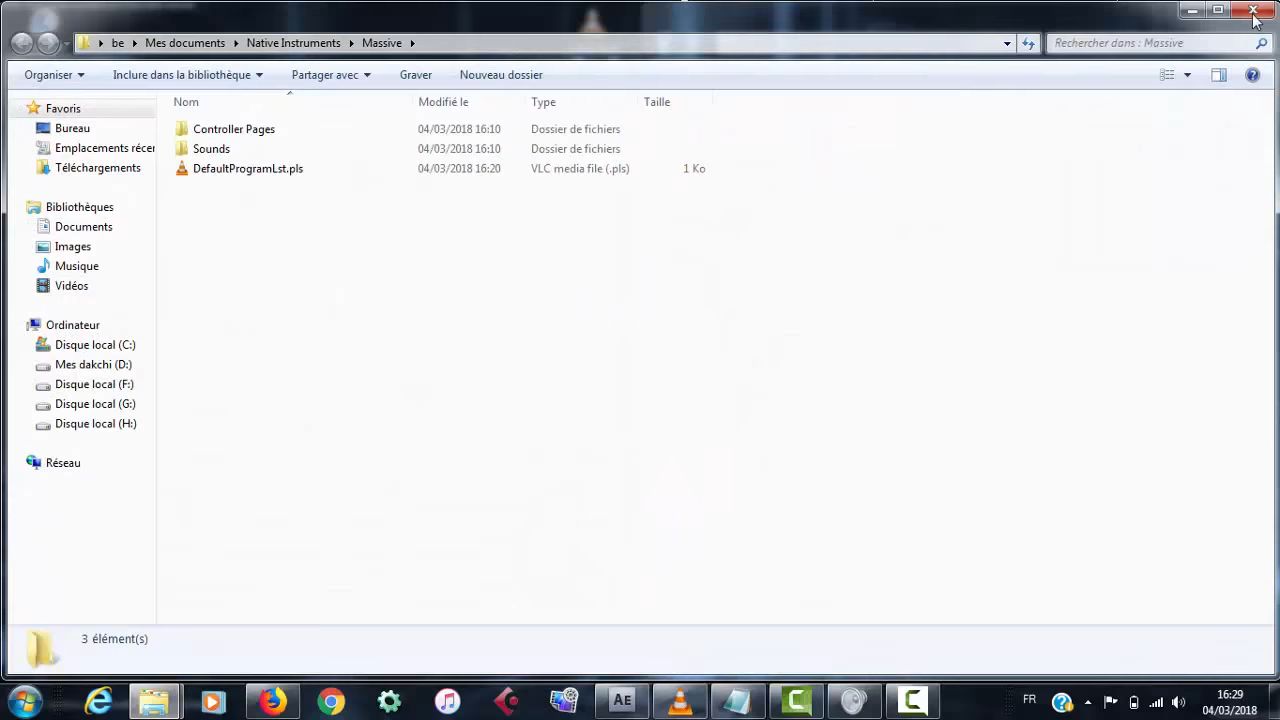 be ▸ Mes documents ▸ Native Instruments ▸ Massive ▸
Rechercher dans : Massive
Organiser Inclure dans la bibliothèque Partager avec Graver Nouveau dossier
Nom Modifié le Type Taille
Favoris
Bureau
Emplacements récer
Téléchargements
Bibliothèques
Documents
Images
Musique
Vidéos
Ordinateur
Disque local (C:)
Mes dakchi (D:)
Disque local (F:)
Disque local (G:)
Disque local (H:)
Réseau
Controller Pages 04/03/2018 16:10 Dossier de fichiers
Sounds 04/03/2018 16:10 Dossier de fichiers
DefaultProgramLst.pls 04/03/2018 16:20 VLC media file (.pls) 1 Ko
3 élément(s)
Ae
FR
16:29
04/03/2018